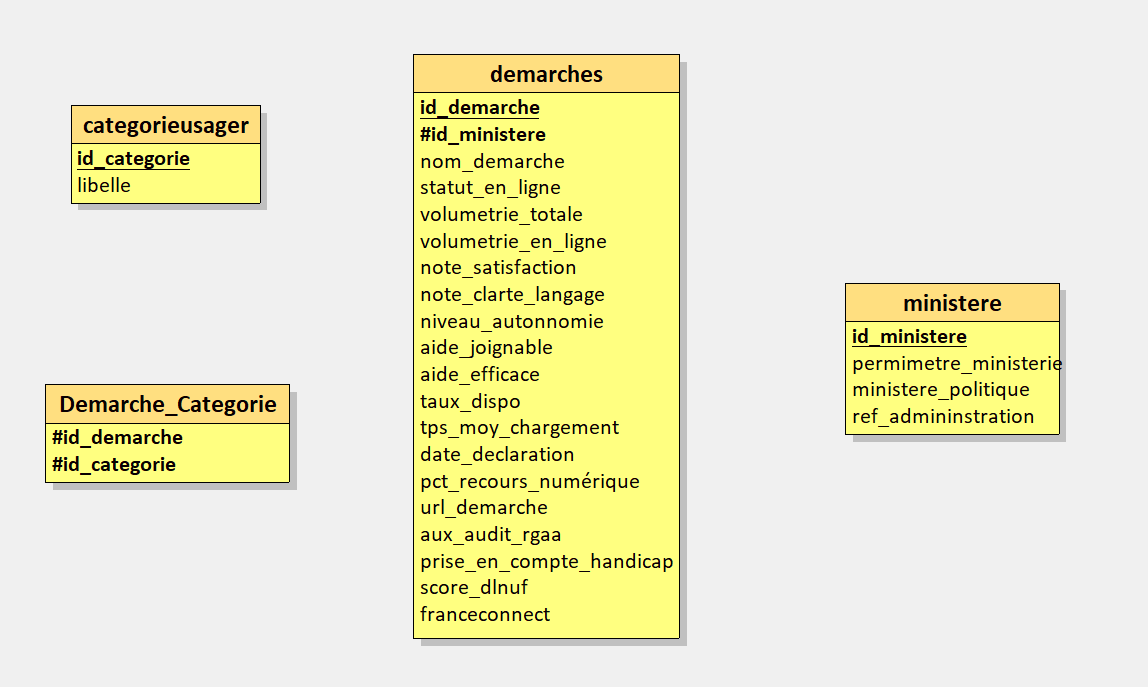 categorieusager
id_categorie
libelle
Demarche_Categorie
#id_demarche
#id_categorie
demarches
id_demarche
#id_ministere
nom_demarche
statut_en_ligne
volumetrie_totale
volumetrie_en_ligne
note_satisfaction
note_clarte_langage
niveau_autonnomie
aide_joignable
aide_efficace
taux_dispo
tps_moy_chargement
date_declaration
pct_recours_numérique
url_demarche
aux_audit_rgaa
prise_en_compte_handicap
score_dlnuf
franceconnect
ministere
id_ministere
permimetre_ministerie
ministere_politique
ref_admininstration